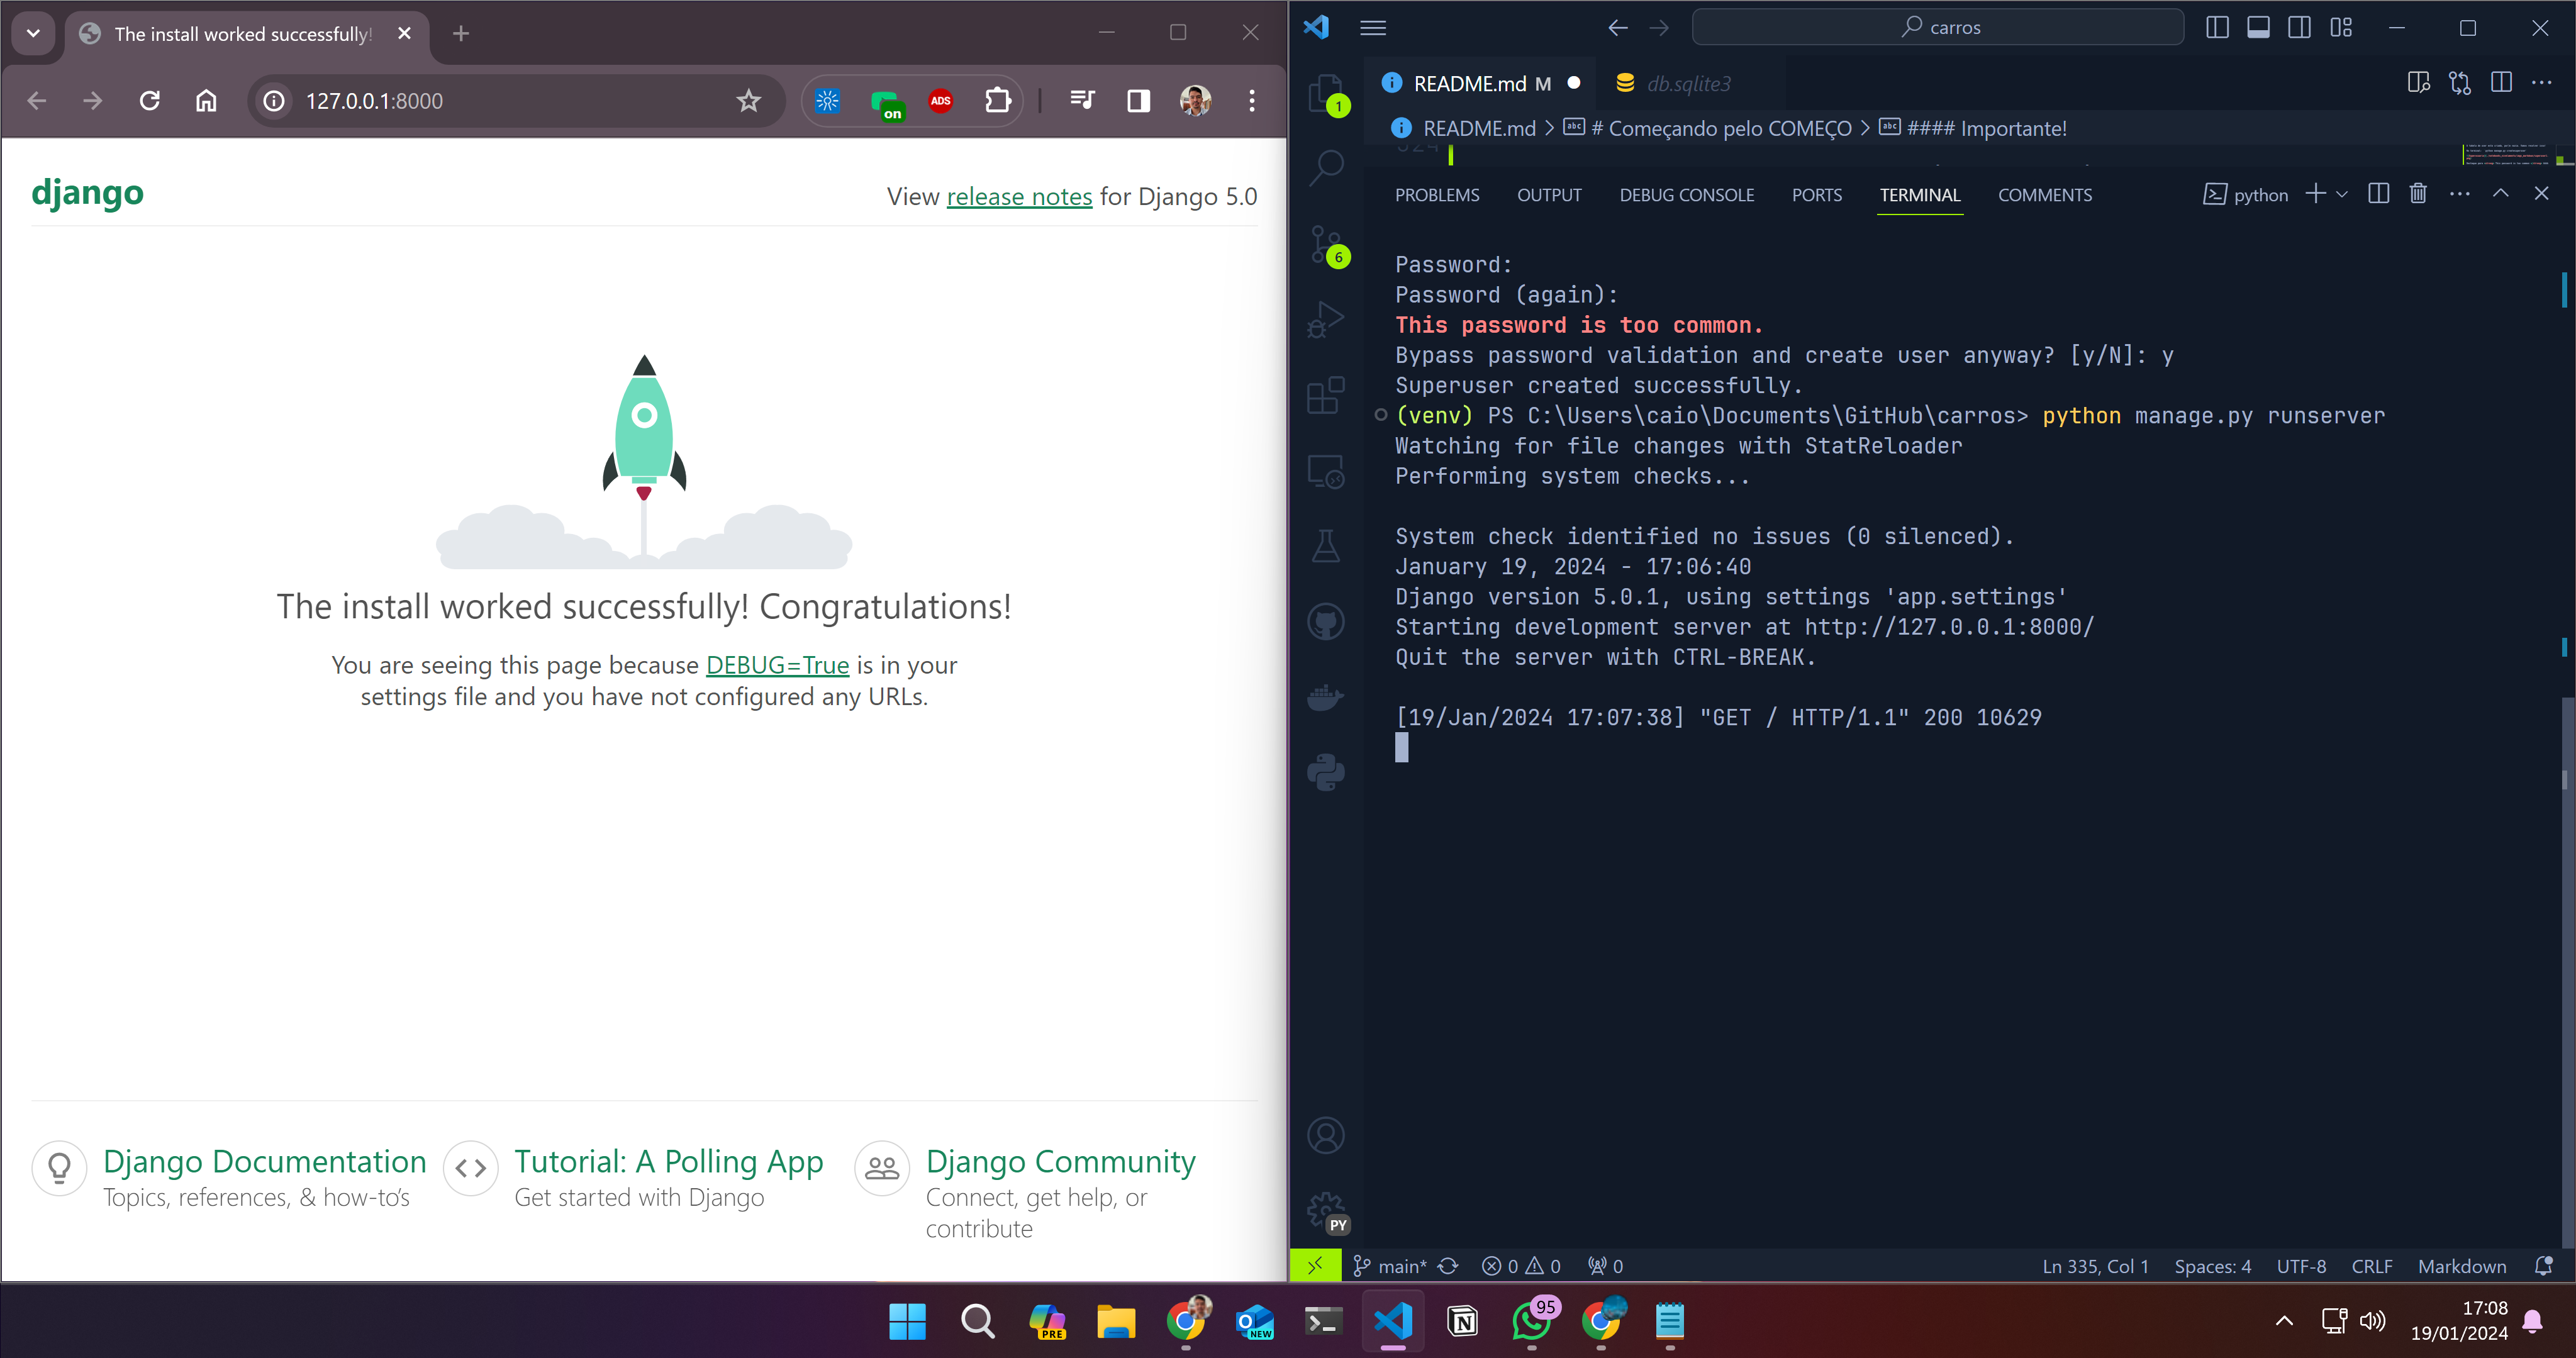 The install worked successfully!
127.0.0.1:8000
on
ADS
django
View release notes for Django 5.0
The install worked successfully! Congratulations!
You are seeing this page because DEBUG=True is in your
settings file and you have not configured any URLs.
Django Documentation
Topics, references, & how-to's
Tutorial: A Polling App
Get started with Django
Django Community
Connect, get help, or
contribute
carros
README.md M
db.sqlite3
README.md > # Começando pelo COMEÇO > #### Importante!
1
6
PROBLEMS OUTPUT DEBUG CONSOLE PORTS TERMINAL COMMENTS
python
Password:
Password (again):
This password is too common.
Bypass password validation and create user anyway? [y/N]: y
Superuser created successfully.
(venv) PS C:\Users\caio\Documents\GitHub\carros> python manage.py runserver
Watching for file changes with StatReloader
Performing system checks...
System check identified no issues (0 silenced).
January 19, 2024 - 17:06:40
Django version 5.0.1, using settings 'app.settings'
Starting development server at http://127.0.0.1:8000/
Quit the server with CTRL-BREAK.
[19/Jan/2024 17:07:38] "GET / HTTP/1.1" 200 10629
PY
main* 0 0 0
Ln 335, Col 1 Spaces: 4 UTF-8 CRLF Markdown
PRE
NEW
95
17:08
19/01/2024